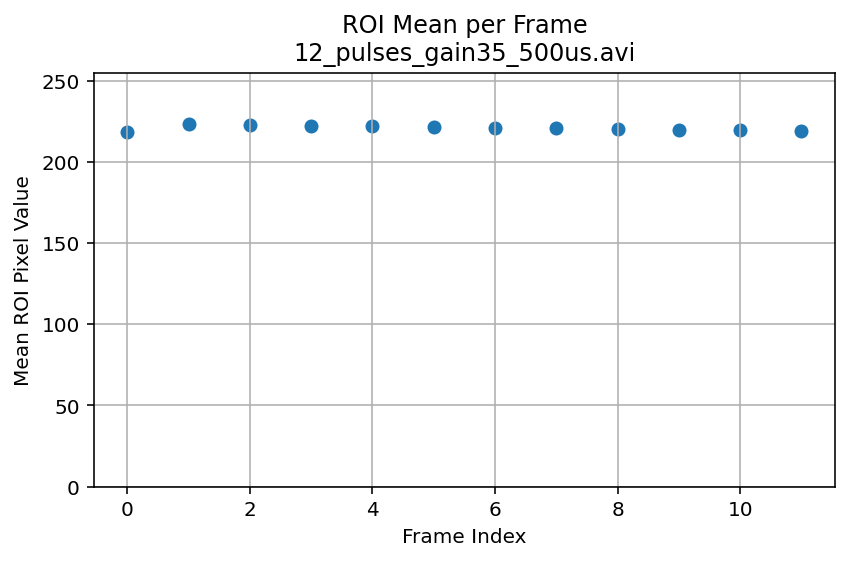 ROI Mean per Frame
12_pulses_gain35_500us.avi
Mean ROI Pixel Value
250
200
150
100
50
0
0 2 4 6 8 10
Frame Index